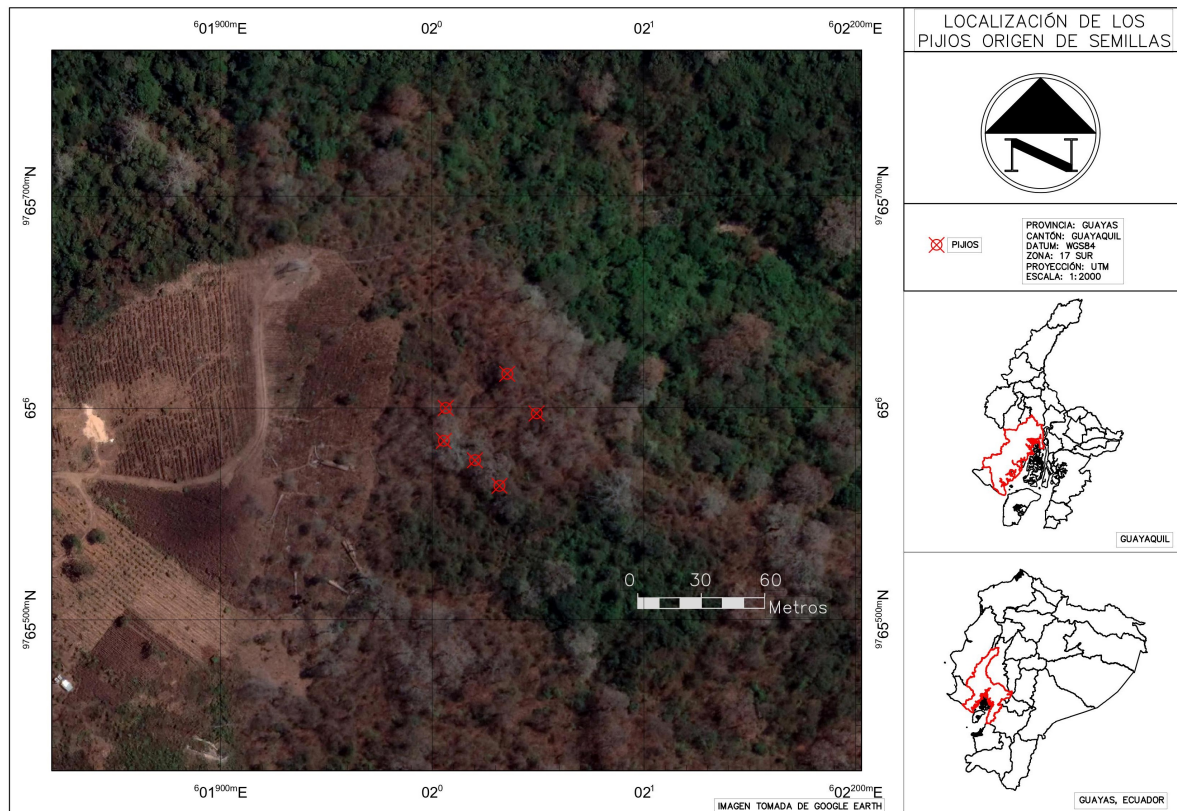 ⁶01⁹⁰⁰ᵐE
02⁰
02¹
⁶02²⁰⁰ᵐE
LOCALIZACIÓN DE LOS
PIJIOS ORIGEN DE SEMILLAS
N
⁹⁷65⁷⁰⁰ᵐN
65⁶
⁹⁷65⁵⁰⁰ᵐN
⁹⁷65⁷⁰⁰ᵐN
65⁶
⁹⁷65⁵⁰⁰ᵐN
PIJIOS
PROVINCIA: GUAYAS
CANTÓN: GUAYAQUIL
DATUM: WGS84
ZONA: 17 SUR
PROYECCIÓN: UTM
ESCALA: 1:2000
GUAYAQUIL
0 30 60
Metros
GUAYAS, ECUADOR
⁶01⁹⁰⁰ᵐE
02⁰
02¹
⁶02²⁰⁰ᵐE
IMAGEN TOMADA DE GOOGLE EARTH